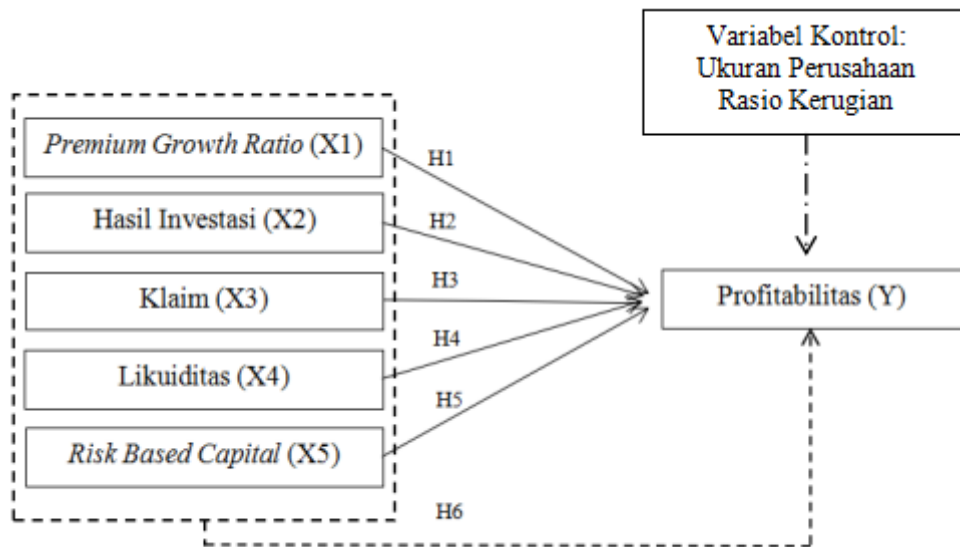 Variabel Kontrol:
Ukuran Perusahaan
Rasio Kerugian
Premium Growth Ratio (X1)
H1
Hasil Investasi (X2)
H2
Klaim (X3)
H3
Profitabilitas (Y)
Likuiditas (X4)
H4
Risk Based Capital (X5)
H5
H6